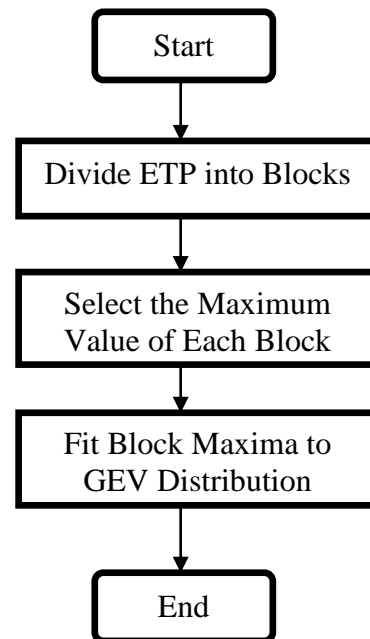 Start
Divide ETP into Blocks
Select the Maximum
Value of Each Block
Fit Block Maxima to
GEV Distribution
End